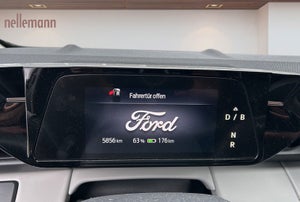 nellemann
Fahrertür offen
Ford
D / B
5856 km 63 % 176 km
N
R